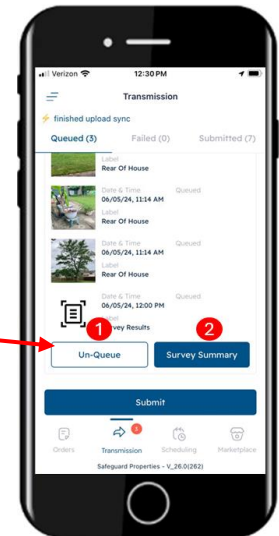 Verizon 12:30 PM
Transmission
finished upload sync
Queued (3) Failed (0) Submitted (7)
Label
Rear Of House
Date & Time Queued
06/05/24, 11:14 AM
Label
Rear Of House
Date & Time Queued
06/05/24, 11:14 AM
Label
Rear Of House
Date & Time Queued
06/05/24, 12:00 PM
Label
Survey Results
1 2
Un-Queue Survey Summary
Submit
3
Orders Transmission Scheduling Marketplace
Safeguard Properties - V_26.0(262)